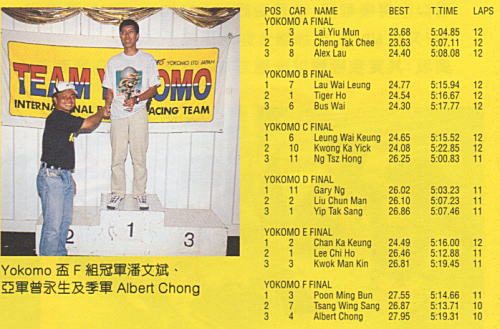 YOKOMO LTD JAPAN
TEAM YOKOMO
INTERNATIONAL RACING TEAM
1
2
3
Yokomo 盃 F 組冠軍潘文斌、
亞軍曾永生及季軍 Albert Chong
POS CAR NAME BEST T.TIME LAPS
YOKOMO A FINAL
1 3 Lai Yiu Mun 23.68 5:04.85 12
2 5 Cheng Tak Chee 23.63 5:07.11 12
3 8 Alex Lau 24.40 5:08.08 12
YOKOMO B FINAL
1 7 Lau Wai Leung 24.77 5:15.94 12
2 1 Tiger Ho 24.54 5:16.67 12
3 6 Bus Wai 24.30 5:17.77 12
YOKOMO C FINAL
1 6 Leung Wai Keung 24.65 5:15.52 12
2 10 Kwong Ka Yick 24.08 5:22.85 12
3 11 Ng Tsz Hong 26.25 5:00.83 11
YOKOMO D FINAL
1 11 Gary Ng 26.02 5:03.23 11
2 2 Liu Chun Man 26.10 5:07.23 11
3 1 Yip Tak Sang 26.86 5:07.46 11
YOKOMO E FINAL
1 2 Chan Ka Keung 24.49 5:16.00 12
2 1 Lee Chi Ho 26.46 5:12.88 11
3 3 Kwok Man Kin 26.81 5:19.45 11
YOKOMO F FINAL
1 3 Poon Ming Bun 27.55 5:14.66 11
2 7 Tsang Wing Sang 26.87 5:13.71 10
3 4 Albert Chong 27.95 5:19.31 10